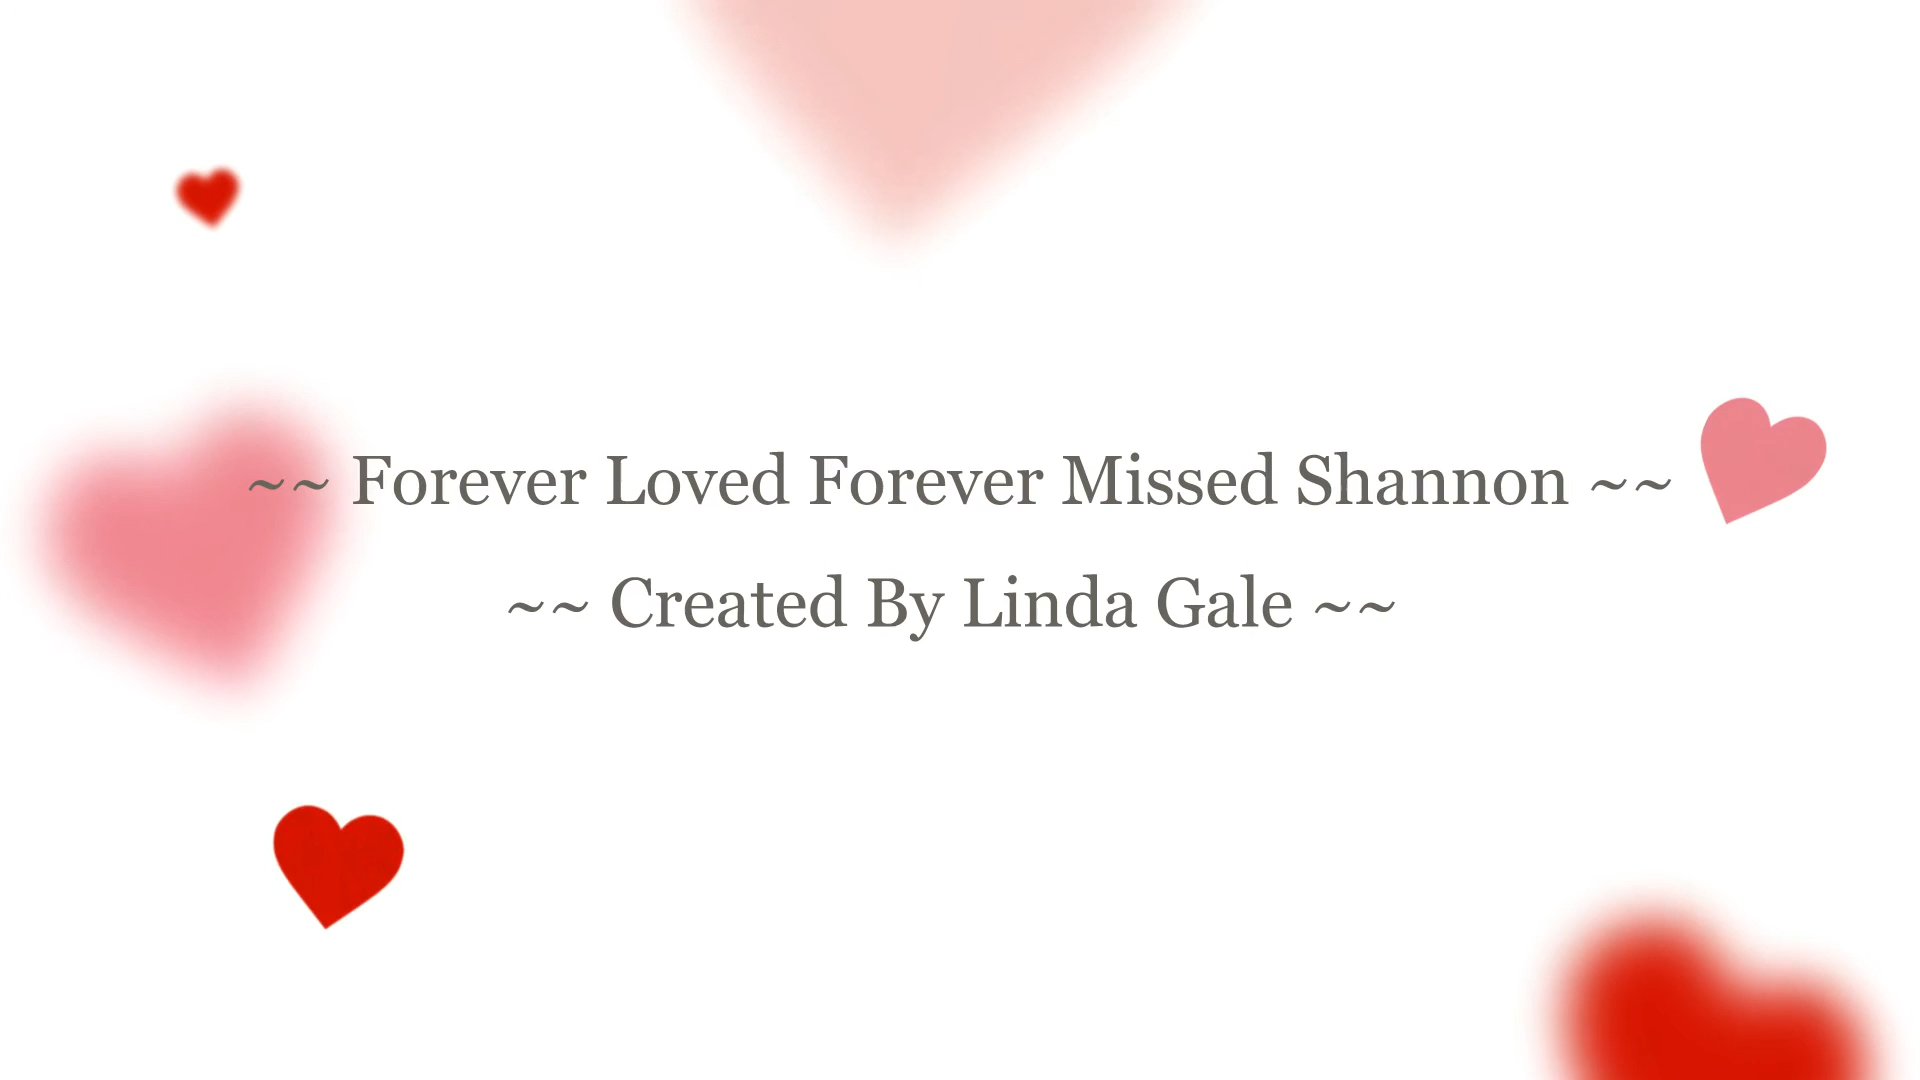 ~~ Forever Loved Forever Missed Shannon ~~
~~ Created By Linda Gale ~~